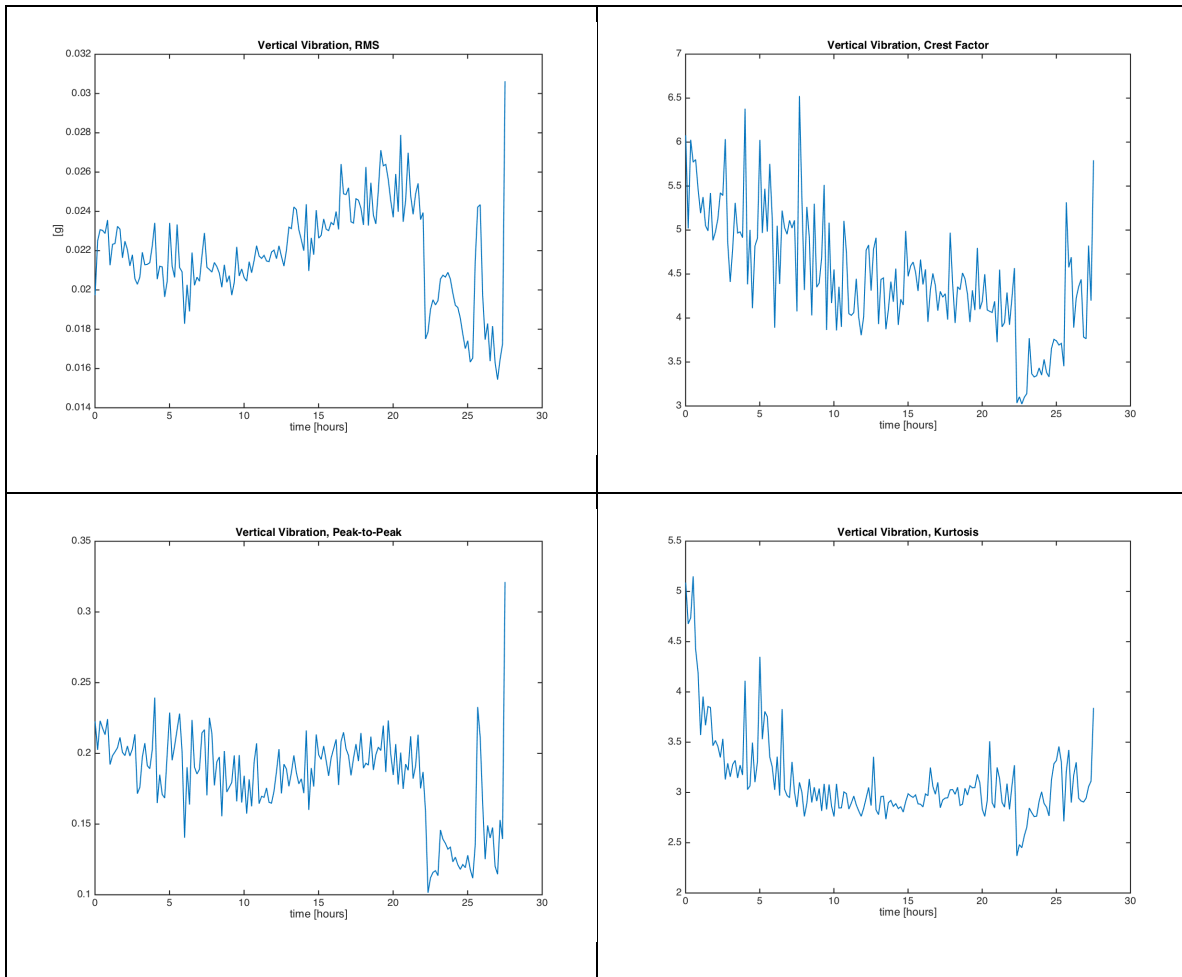 Vertical Vibration, RMS
0.032
0.03
0.028
0.026
0.024
0.022
0.02
0.018
0.016
0.014
[g]
0 5 10 15 20 25 30
time [hours]
Vertical Vibration, Crest Factor
7
6.5
6
5.5
5
4.5
4
3.5
3
0 5 10 15 20 25 30
time [hours]
Vertical Vibration, Peak-to-Peak
0.35
0.3
0.25
0.2
0.15
0.1
0 5 10 15 20 25 30
time [hours]
Vertical Vibration, Kurtosis
5.5
5
4.5
4
3.5
3
2.5
2
0 5 10 15 20 25 30
time [hours]